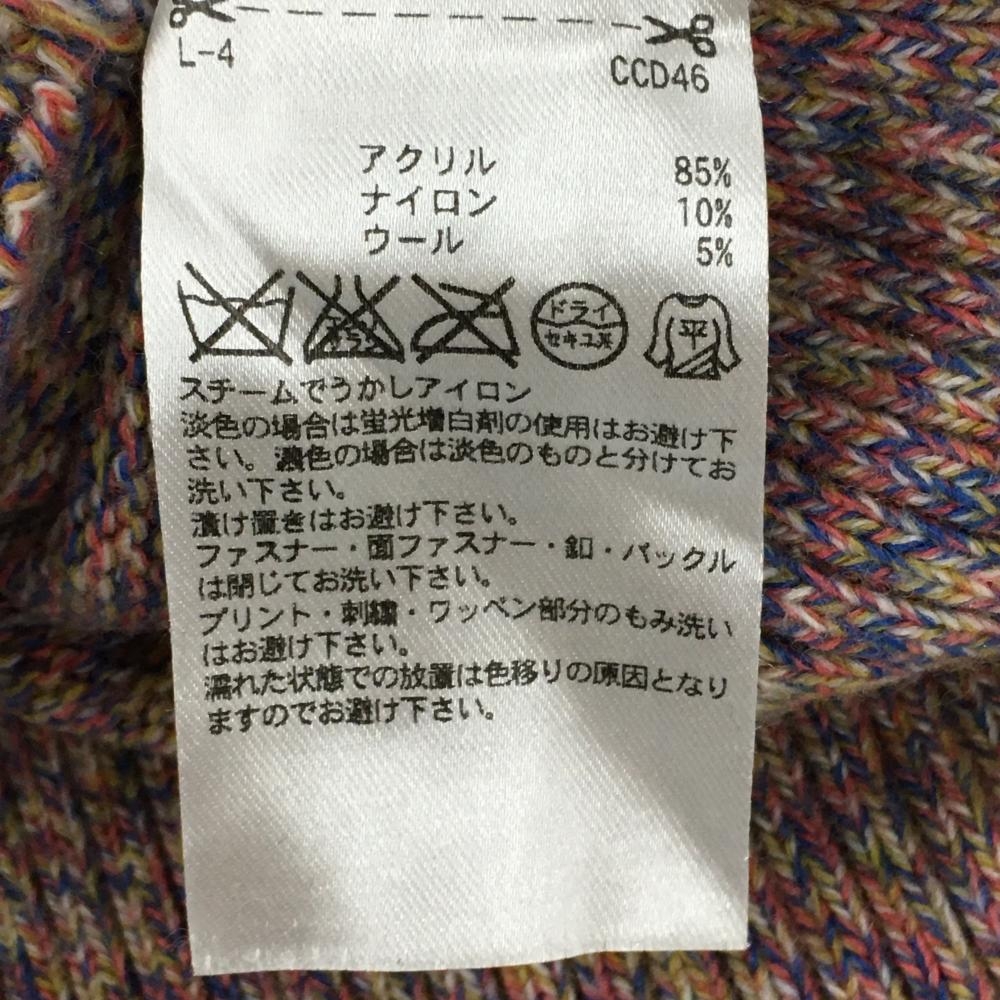 L-4
CCD46
アクリル 85%
ナイロン 10%
ウール 5%
エンソ
サラシ
ドライ
セキユ系
平
スチームでうかしアイロン
淡色の場合は蛍光増白剤の使用はお避け下
さい。濃色の場合は淡色のものと分けてお
洗い下さい。
漬け置きはお避け下さい。
ファスナー・面ファスナー・釦・バックル
は閉じてお洗い下さい。
プリント・刺繍・ワッペン部分のもみ洗い
はお避け下さい。
濡れた状態での放置は色移りの原因となり
ますのでお避け下さい。